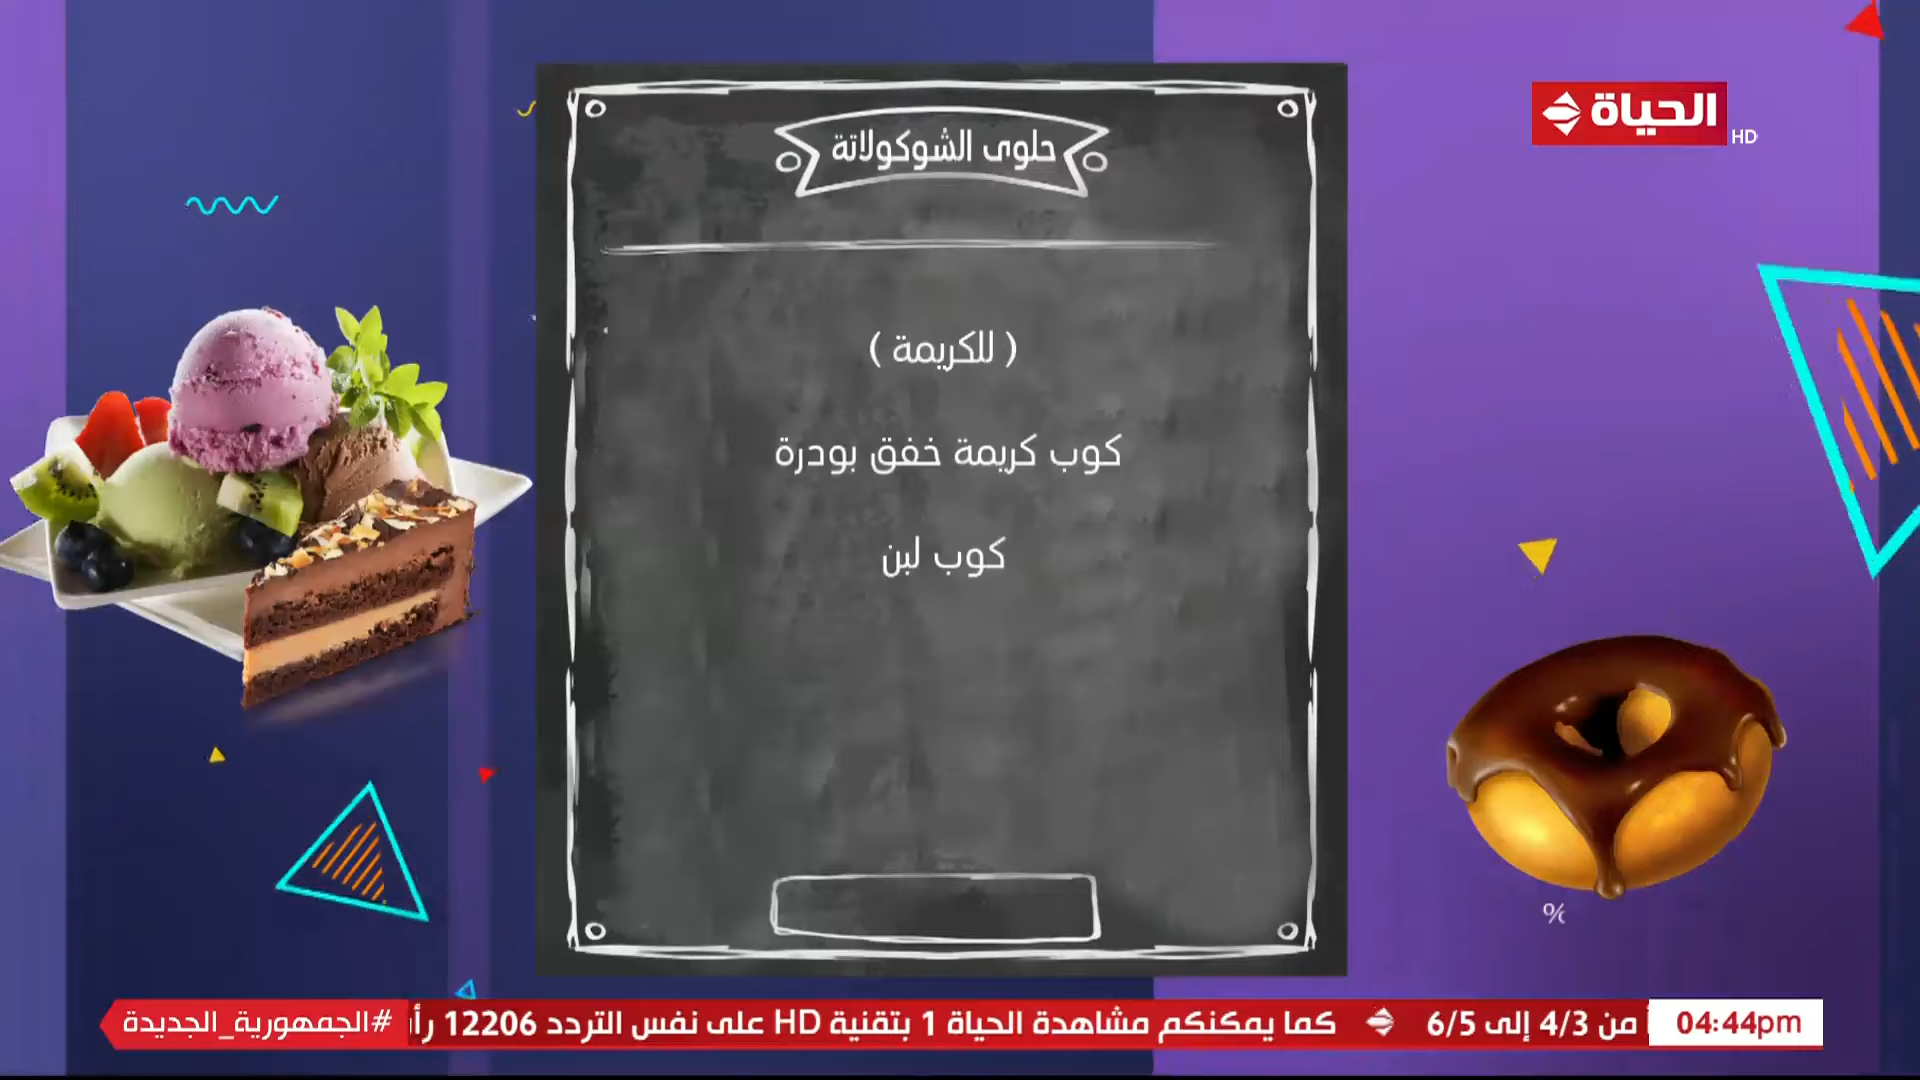 الحياة
HD
حلوى الشوكولاتة
( للكريمة )
كوب كريمة خفق بودرة
كوب لبن
%
#الجمهورية_الجديدة
من 4/3 إلى 6/5 كما يمكنكم مشاهدة الحياة 1 بتقنية HD على نفس التردد 12206
04:44pm